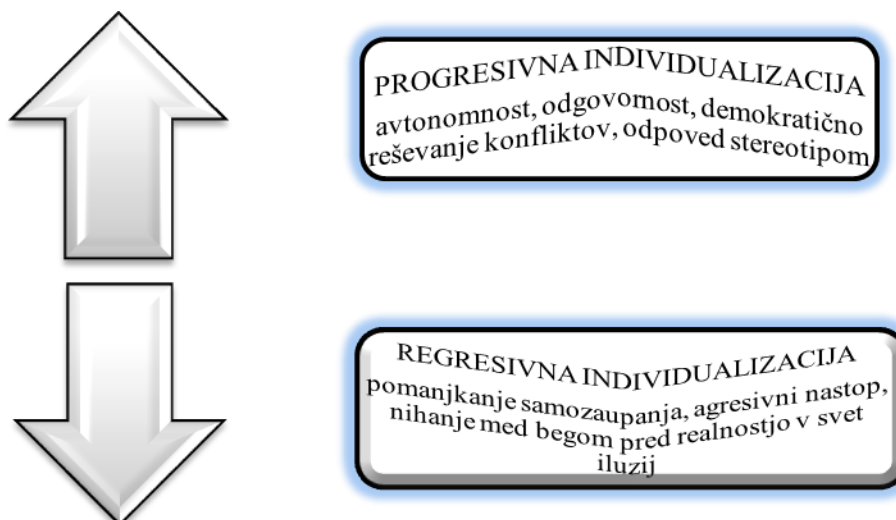 PROGRESIVNA INDIVIDUALIZACIJA
avtonomnost, odgovornost, demokratično
reševanje konfliktov, odpoved stereotipom
REGRESIVNA INDIVIDUALIZACIJA
pomanjkanje samozaupanja, agresivni nastop,
nihanje med begom pred realnostjo v svet
iluzij